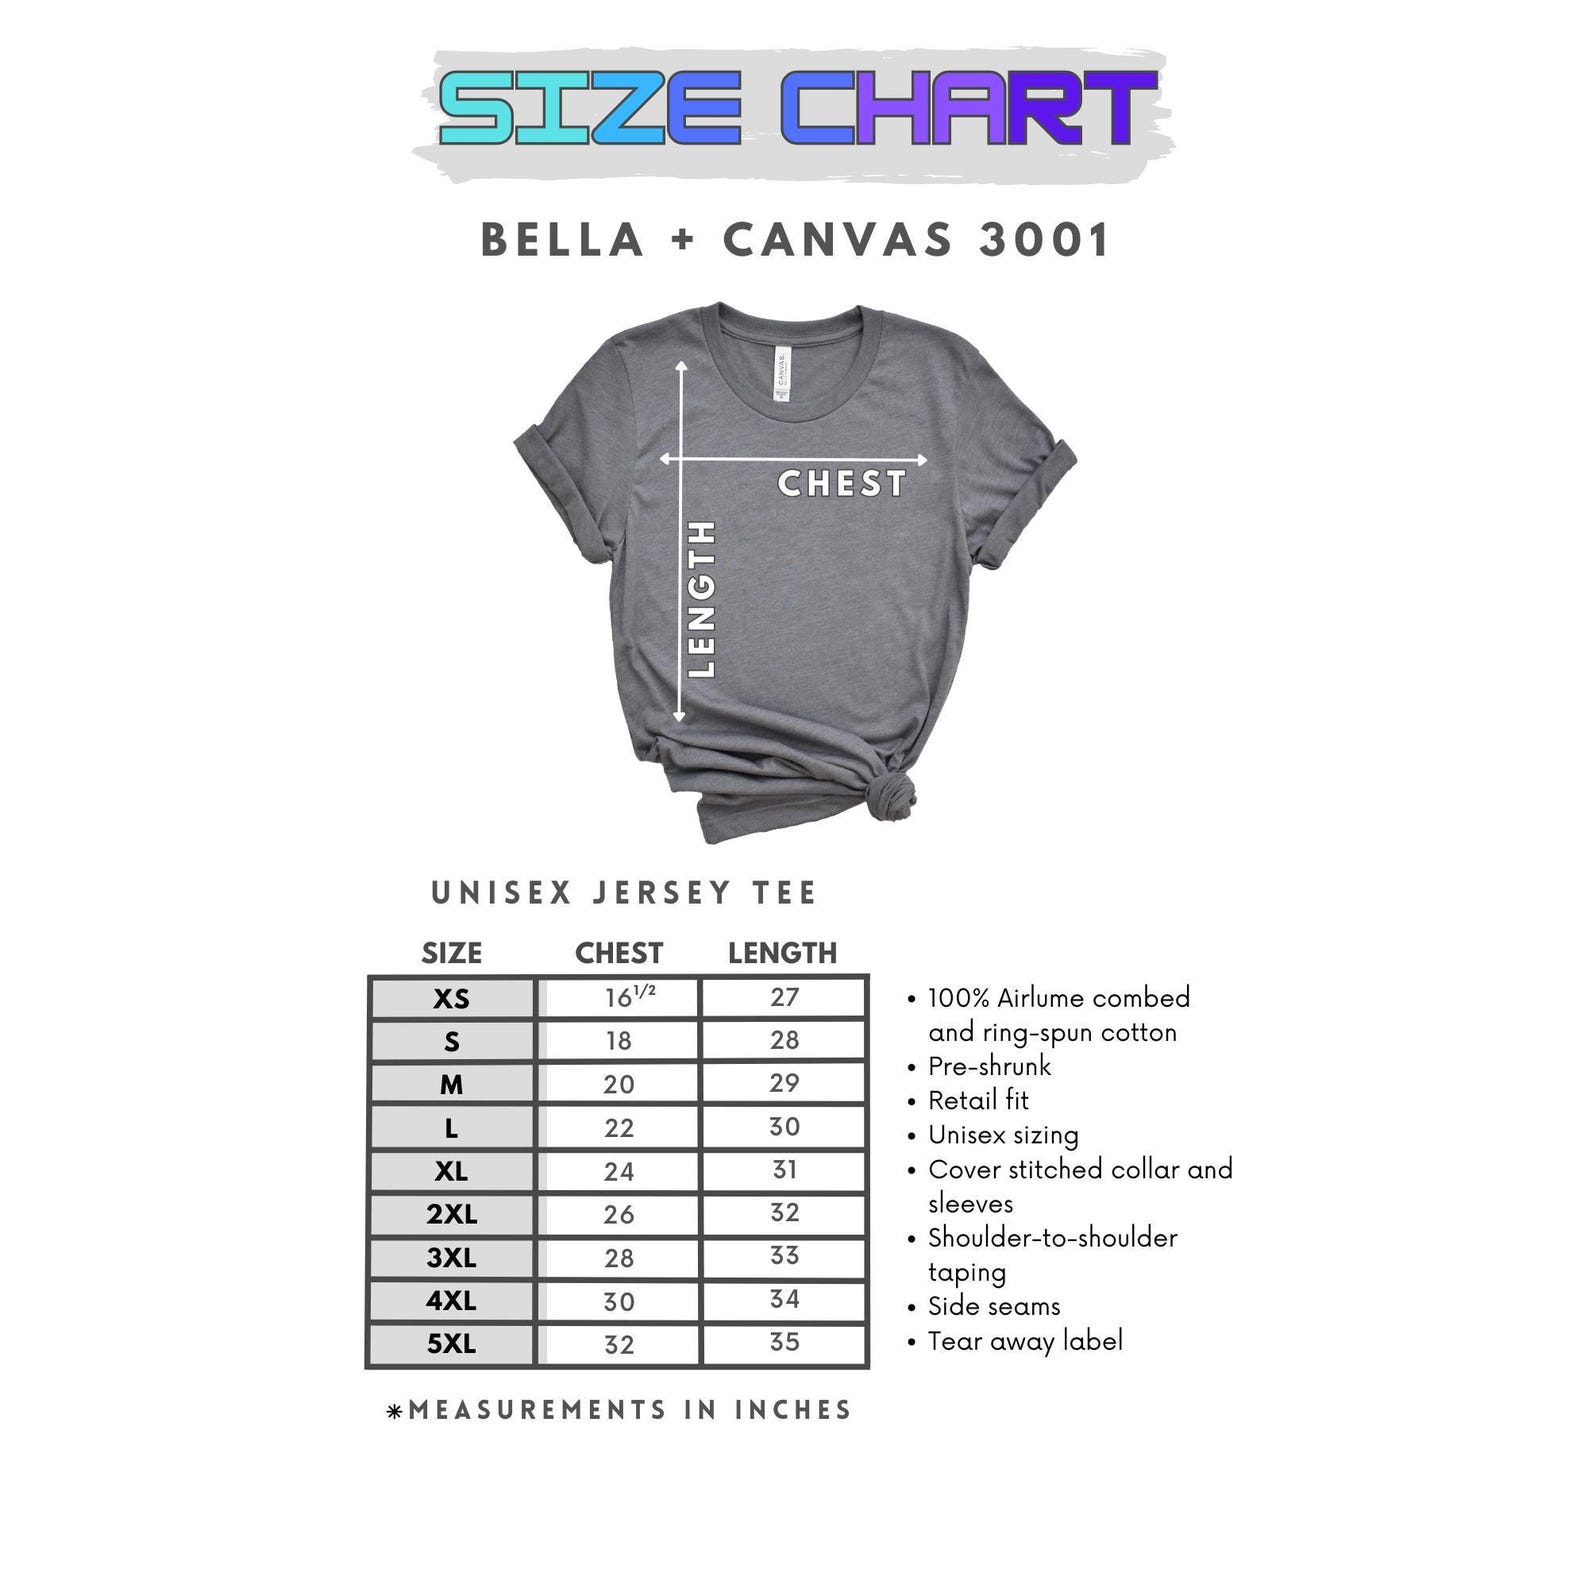 SIZE CHART
BELLA + CANVAS 3001
CANVAS.
CHEST
LENGTH
UNISEX JERSEY TEE
SIZE CHEST LENGTH
XS 16 1/2 27
S 18 28
M 20 29
L 22 30
XL 24 31
2XL 26 32
3XL 28 33
4XL 30 34
5XL 32 35
*MEASUREMENTS IN INCHES
• 100% Airlume combed
and ring-spun cotton
• Pre-shrunk
• Retail fit
• Unisex sizing
• Cover stitched collar and
sleeves
• Shoulder-to-shoulder
taping
• Side seams
• Tear away label